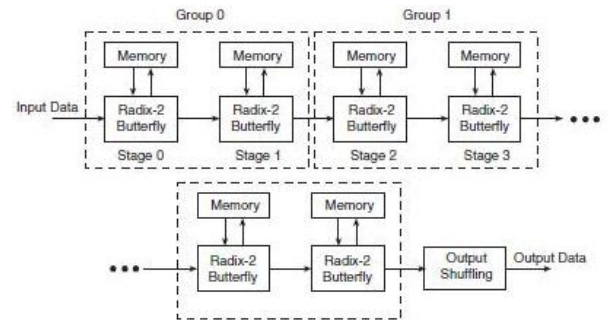 Group 0
Group 1
Memory
Memory
Memory
Memory
Input Data
Radix-2
Butterfly
Radix-2
Butterfly
Radix-2
Butterfly
Radix-2
Butterfly
Stage 0
Stage 1
Stage 2
Stage 3
Memory
Memory
Radix-2
Butterfly
Radix-2
Butterfly
Output
Shuffling
Output Data